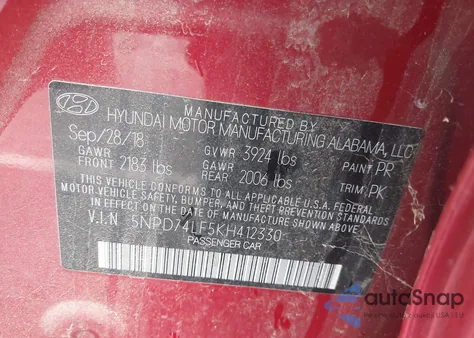 MANUFACTURED BY
HYUNDAI MOTOR MANUFACTURING ALABAMA, LLC
Sep/28/18 GVWR 3924 lbs PAINT PR
GAWR FRONT 2183 lbs GAWR REAR 2006 lbs TRIM PK
THIS VEHICLE CONFORMS TO ALL APPLICABLE U.S.A FEDERAL
MOTOR VEHICLE SAFETY, BUMPER, AND THEFT PREVENTION STANDARDS
IN EFFECT ON THE DATE OF MANUFACTURE SHOWN ABOVE.
V.I.N 5NPD74LF5KH412330
PASSENGER CAR
autoSnap